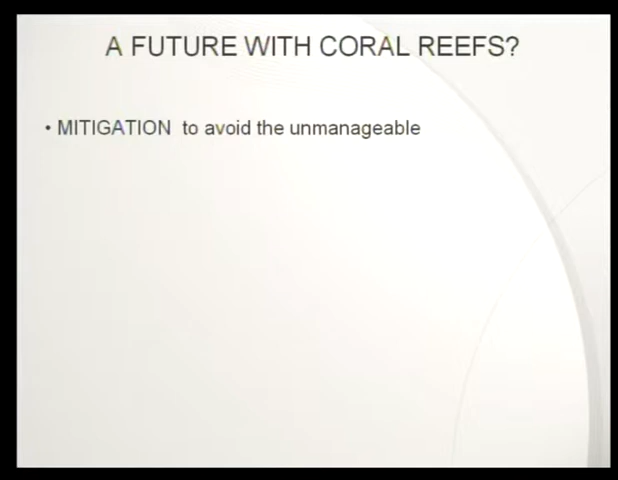 A FUTURE WITH CORAL REEFS?
• MITIGATION to avoid the unmanageable